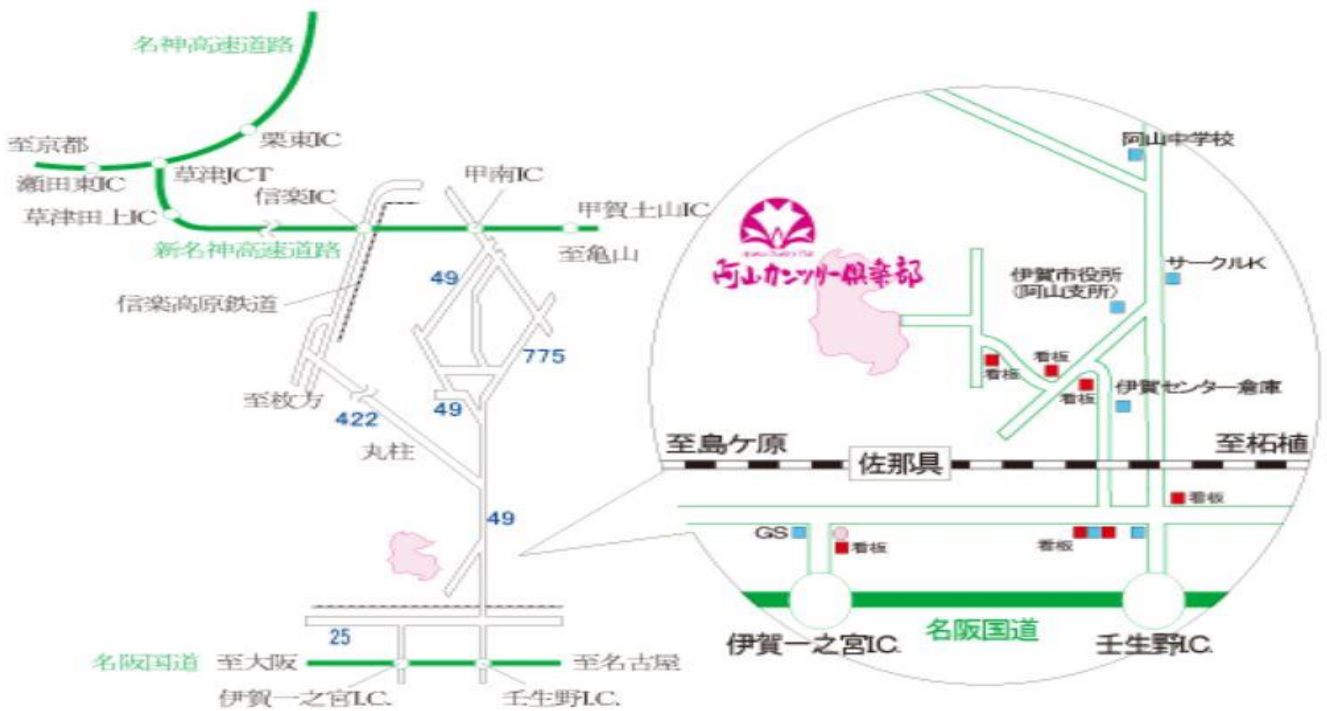 名神高速道路
至京都
栗東IC
瀬田東IC
草津JCT
草津田上IC
信楽IC
甲南IC
甲賀土山IC
新名神高速道路
至亀山
49
信楽高原鉄道
775
至枚方
422
49
丸柱
49
25
名阪国道
至大阪
至名古屋
伊賀一之宮I.C.
壬生野I.C.
阿山中学校
阿山カンツリー倶楽部
伊賀市役所
(阿山支所)
サークルK
看板
看板
看板
伊賀センター倉庫
至島ケ原
佐那具
至柘植
看板
GS
看板
看板
名阪国道
伊賀一之宮I.C.
壬生野I.C.